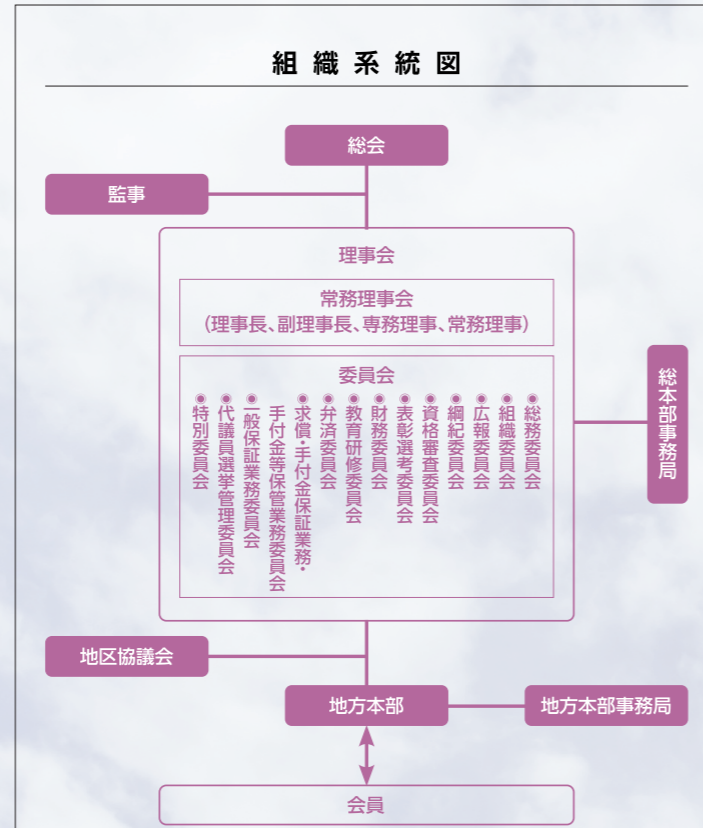 組織系統図
総会
監事
理事会
常務理事会
（理事長、副理事長、専務理事、常務理事）
委員会
◉総務委員会
◉組織委員会
◉広報委員会
◉綱紀委員会
◉資格審査委員会
◉表彰選考委員会
◉財務委員会
◉教育研修委員会
◉弁済委員会
◉求償・手付金保証業務・
手付金等保管業務委員会
◉一般保証業務委員会
◉代議員選挙管理委員会
◉特別委員会
総本部事務局
地区協議会
地方本部
地方本部事務局
会員